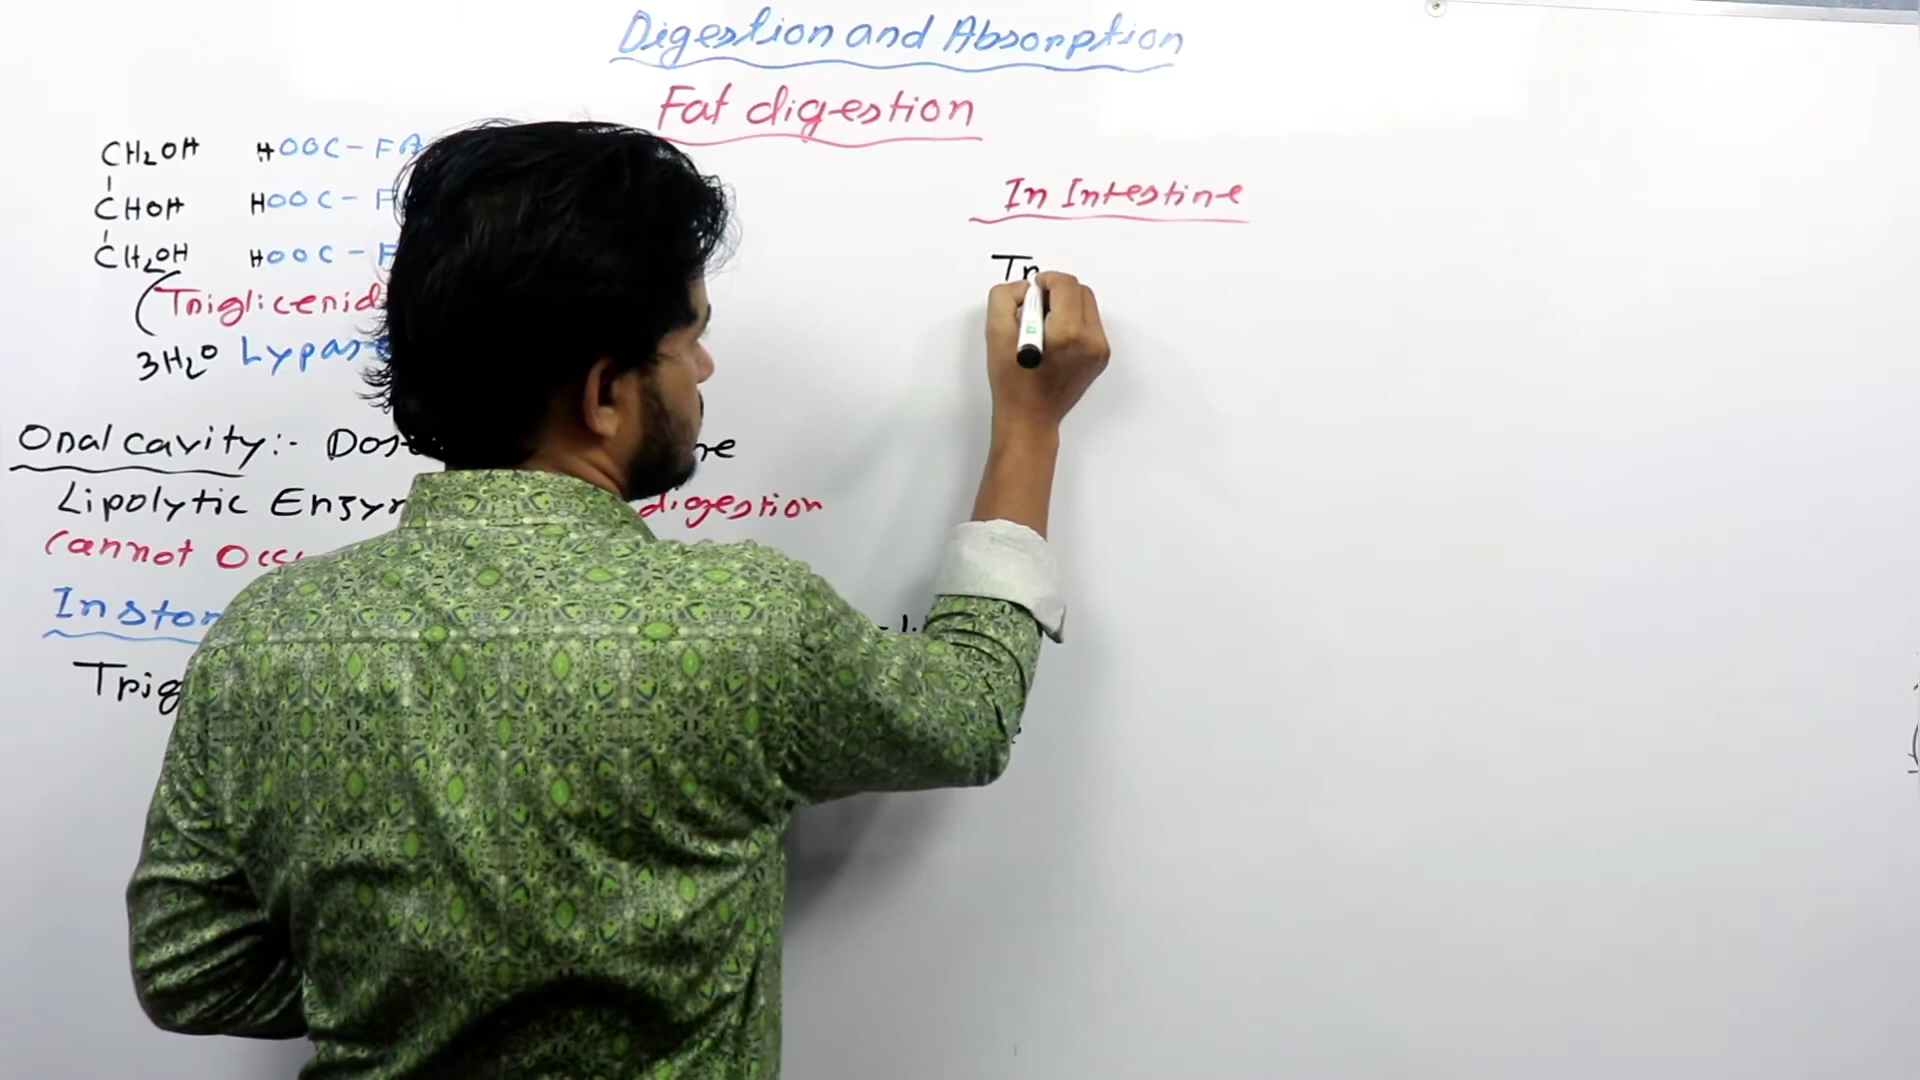 Digestion and Absorption
Fat digestion
CH2OH HOOC-FA
CHOH HOOC-F
CH2OH HOOC-F
(Triglicerid
3H2O Lypase
In Intestine
Tr
Oral cavity:- Dos
Lipolytic Enzy digestion
cannot Occ
In stom
Trig